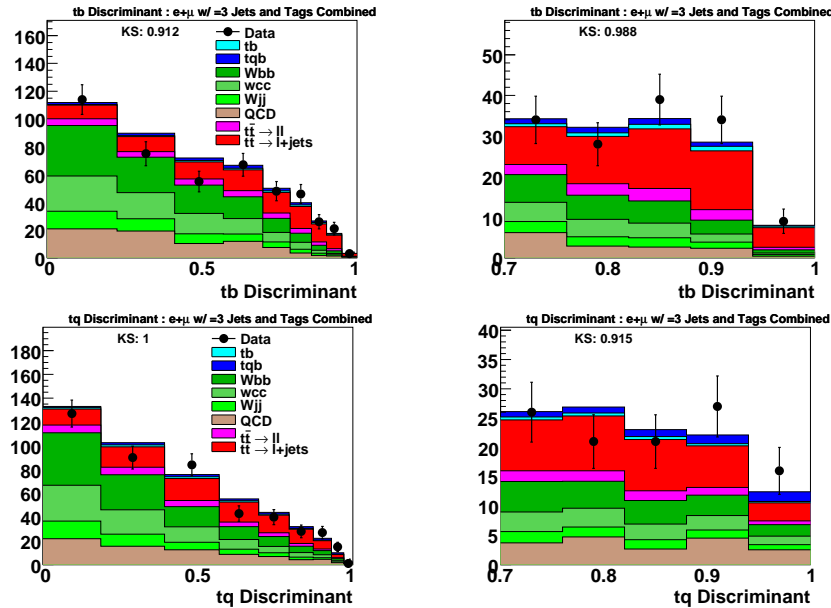 tb Discriminant : e+μ w/ =3 Jets and Tags Combined
KS: 0.912
Data
tb
tqb
Wbb
wcc
Wjj
QCD
tt̄ → ll
tt̄ → l+jets
160
140
120
100
80
60
40
20
0
0 0.5 1
tb Discriminant
tb Discriminant : e+μ w/ =3 Jets and Tags Combined
KS: 0.988
50
40
30
20
10
0
0.7 0.8 0.9 1
tb Discriminant
tq Discriminant : e+μ w/ =3 Jets and Tags Combined
KS: 1
Data
tb
tqb
Wbb
wcc
Wjj
QCD
tt̄ → ll
tt̄ → l+jets
180
160
140
120
100
80
60
40
20
0
0 0.5 1
tq Discriminant
tq Discriminant : e+μ w/ =3 Jets and Tags Combined
KS: 0.915
40
35
30
25
20
15
10
5
0
0.7 0.8 0.9 1
tq Discriminant